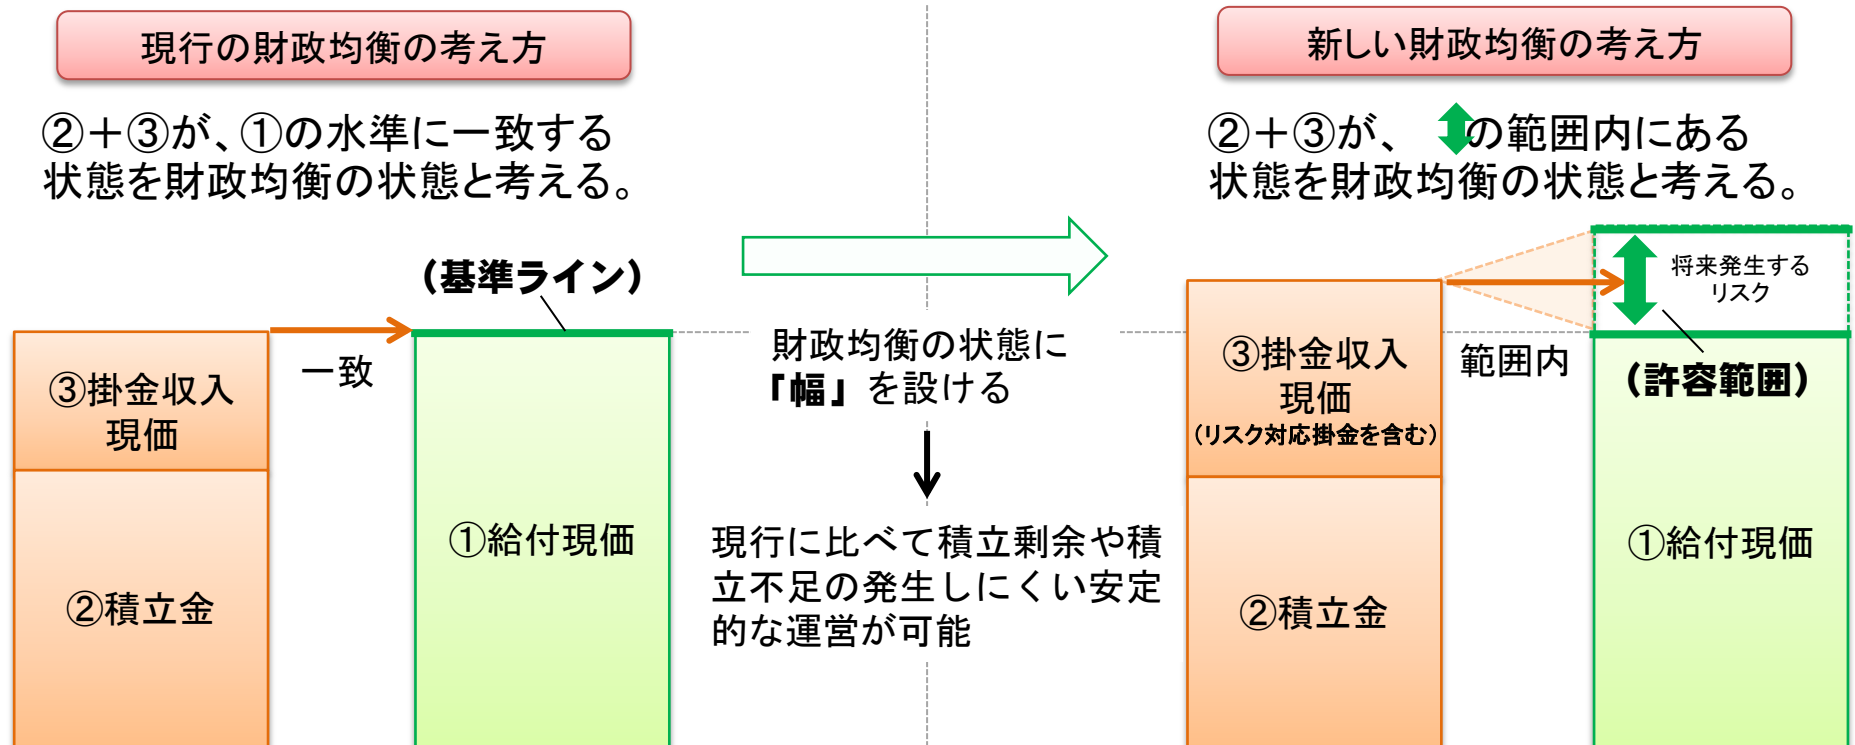 現行の財政均衡の考え方
②＋③が、①の水準に一致する
状態を財政均衡の状態と考える。
（基準ライン）
一致
③掛金収入
現価
②積立金
①給付現価
財政均衡の状態に
「幅」を設ける
現行に比べて積立剰余や積
立不足の発生しにくい安定
的な運営が可能
新しい財政均衡の考え方
②＋③が、 の範囲内にある
状態を財政均衡の状態と考える。
将来発生する
リスク
③掛金収入
現価
（リスク対応掛金を含む）
範囲内
（許容範囲）
②積立金
①給付現価